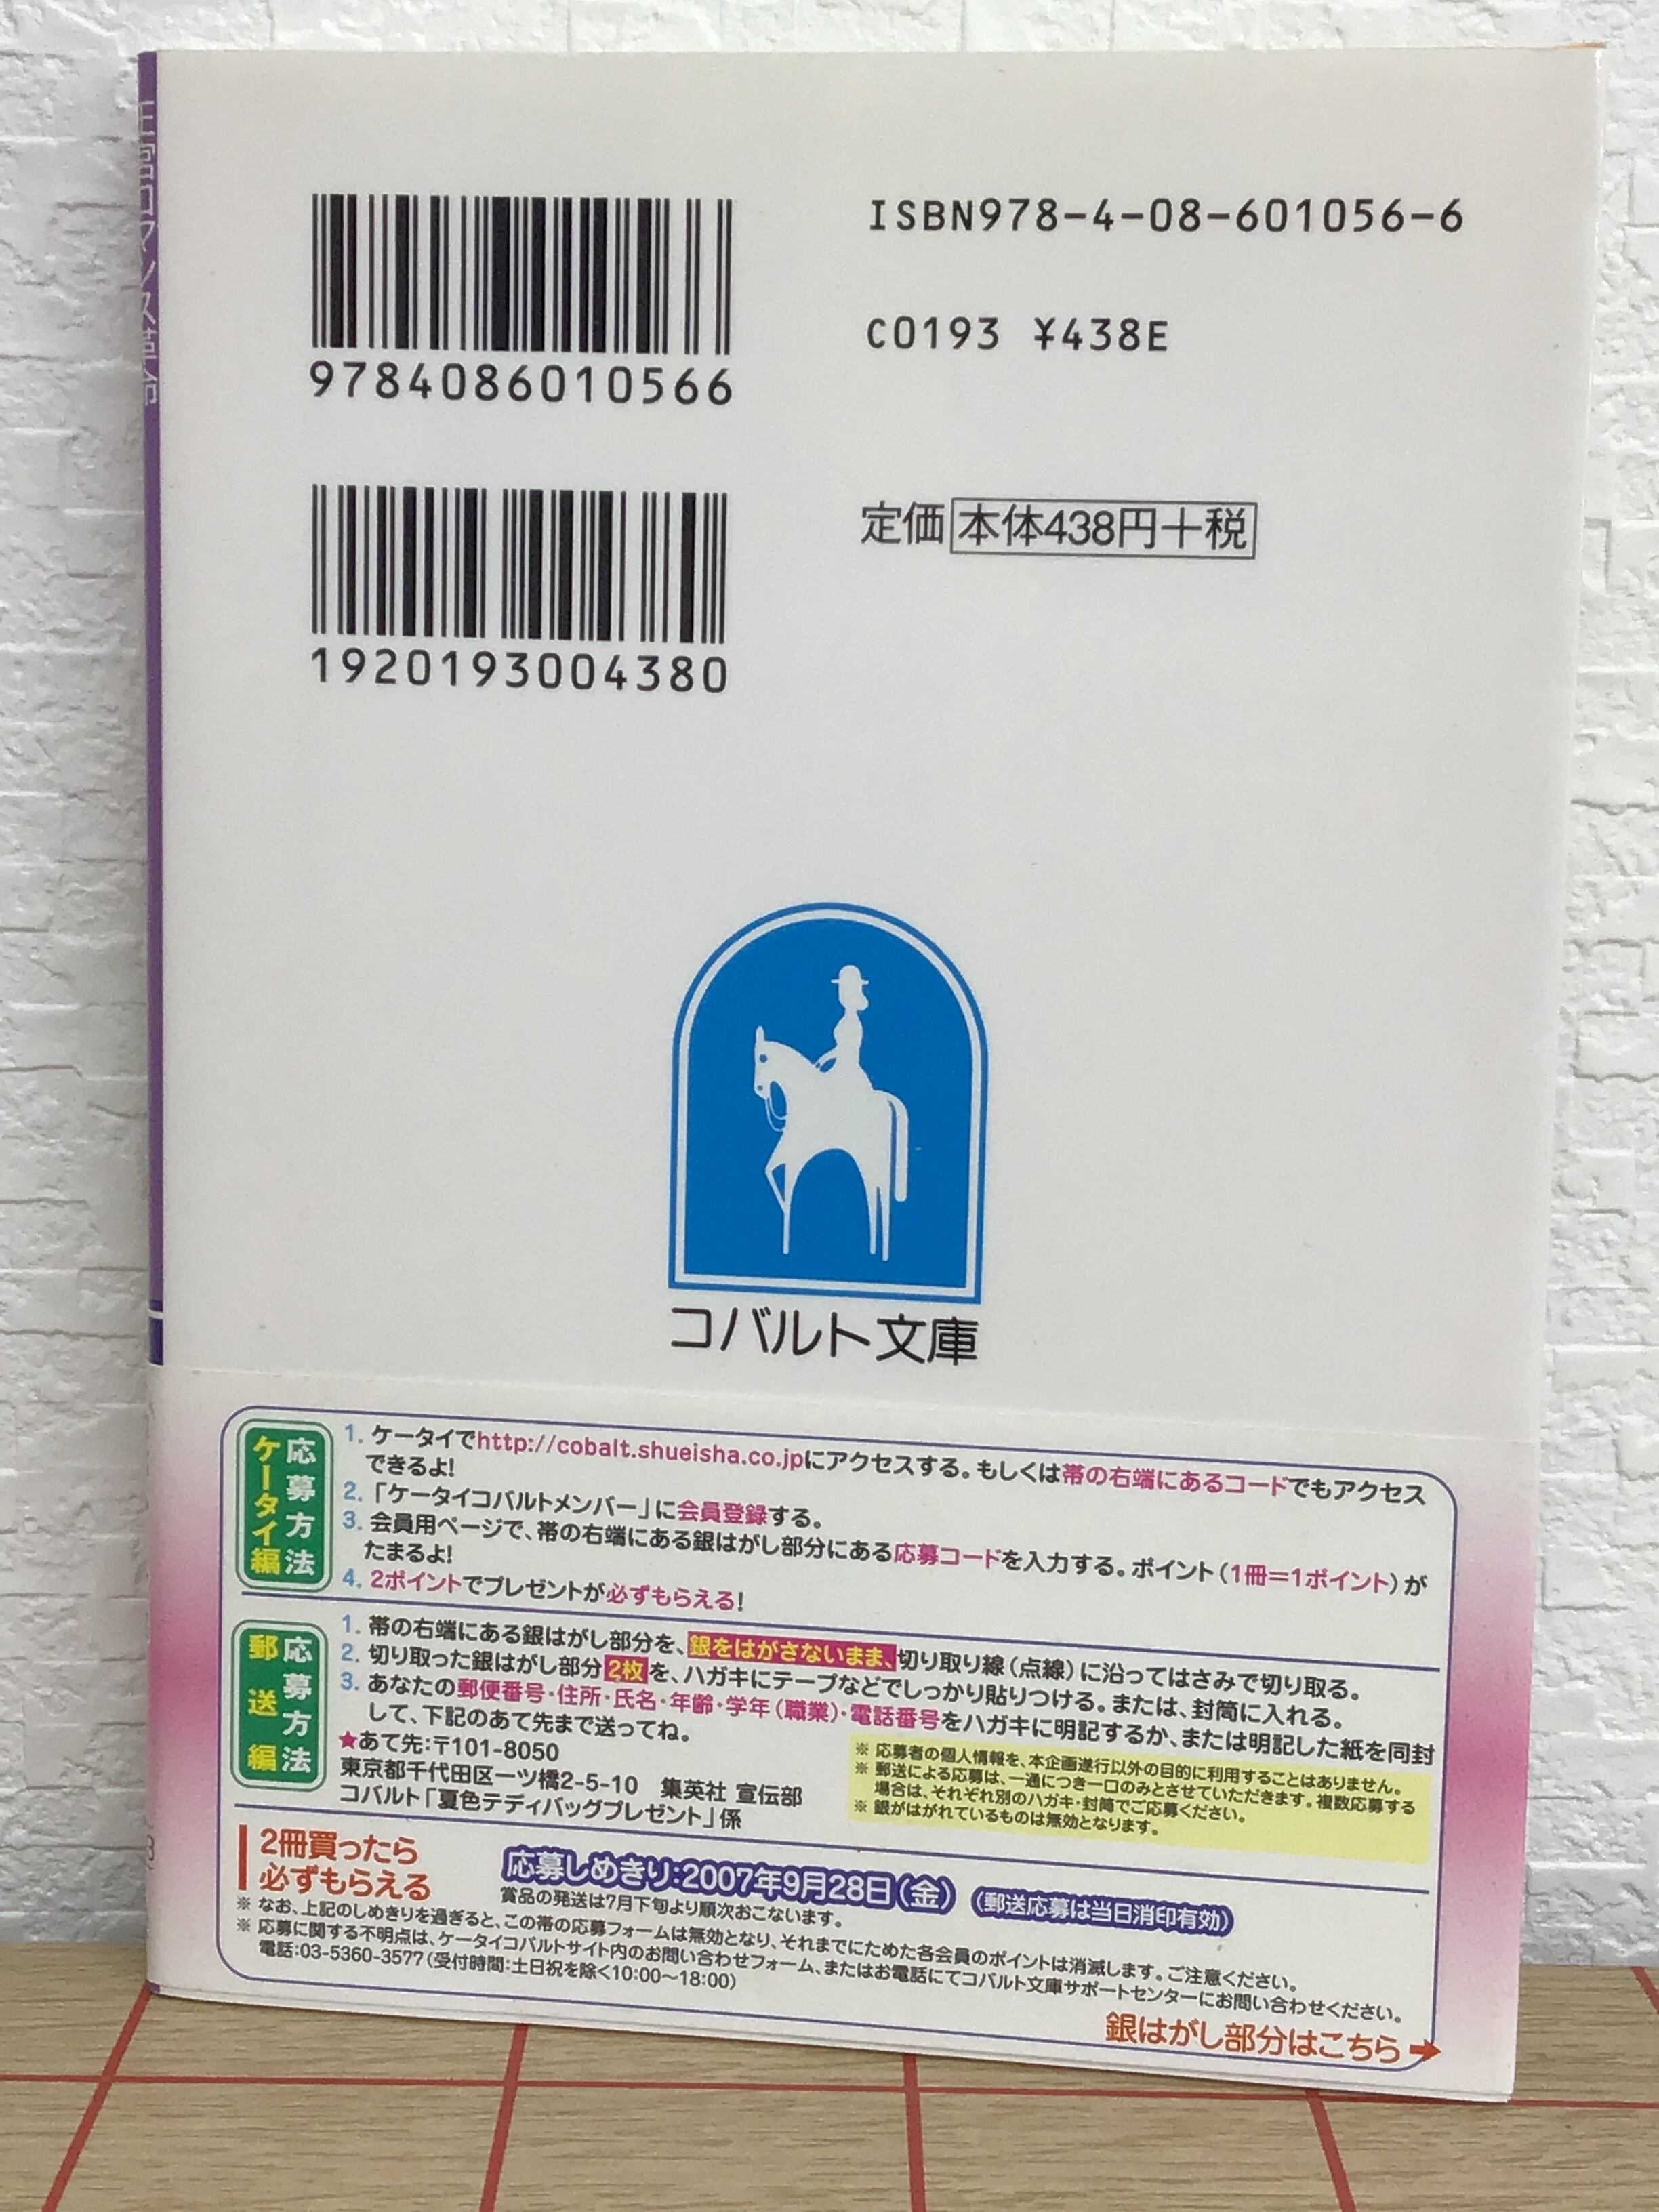 王宮ロマンス革命
ISBN978-4-08-601056-6
9784086010566
C0193 ¥438E
定価 本体438円+税
1920193004380
コバルト文庫
応募方法
ケータイ編
1. ケータイでhttp://cobalt.shueisha.co.jpにアクセスする。もしくは帯の右端にあるコードでもアクセス
できるよ!
2.「ケータイコバルトメンバー」に会員登録する。
3. 会員用ページで、帯の右端にある銀はがし部分にある応募コードを入力する。ポイント(1冊=1ポイント)が
たまるよ!
4. 2ポイントでプレゼントが必ずもらえる!
応募方法
郵送編
1. 帯の右端にある銀はがし部分を、銀をはがさないまま、切り取り線(点線)に沿ってはさみで切り取る。
2. 切り取った銀はがし部分2枚を、ハガキにテープなどでしっかり貼りつける。または、封筒に入れる。
3. あなたの郵便番号・住所・氏名・年齢・学年(職業)・電話番号をハガキに明記するか、または明記した紙を同封
して、下記のあて先まで送ってね。
★あて先:〒101-8050
東京都千代田区一ツ橋2-5-10 集英社 宣伝部
コバルト「夏色テディバッグプレゼント」係
※ 応募者の個人情報を、本企画遂行以外の目的に利用することはありません。
※ 郵送による応募は、一通につき一口のみとさせていただきます。複数応募する
場合は、それぞれ別のハガキ・封筒でご応募ください。
※ 銀がはがれているものは無効となります。
2冊買ったら
必ずもらえる
応募しめきり:2007年9月28日(金)(郵送応募は当日消印有効)
賞品の発送は7月下旬より順次おこないます。
※ なお、上記のしめきりを過ぎると、この帯の応募フォームは無効となり、それまでにためた各会員のポイントは消滅します。ご注意ください。
※ 応募に関する不明点は、ケータイコバルトサイト内のお問い合わせフォーム、またはお電話にてコバルト文庫サポートセンターにお問い合わせください。
電話:03-5360-3577(受付時間:土日祝を除く10:00〜18:00)
銀はがし部分はこちら→